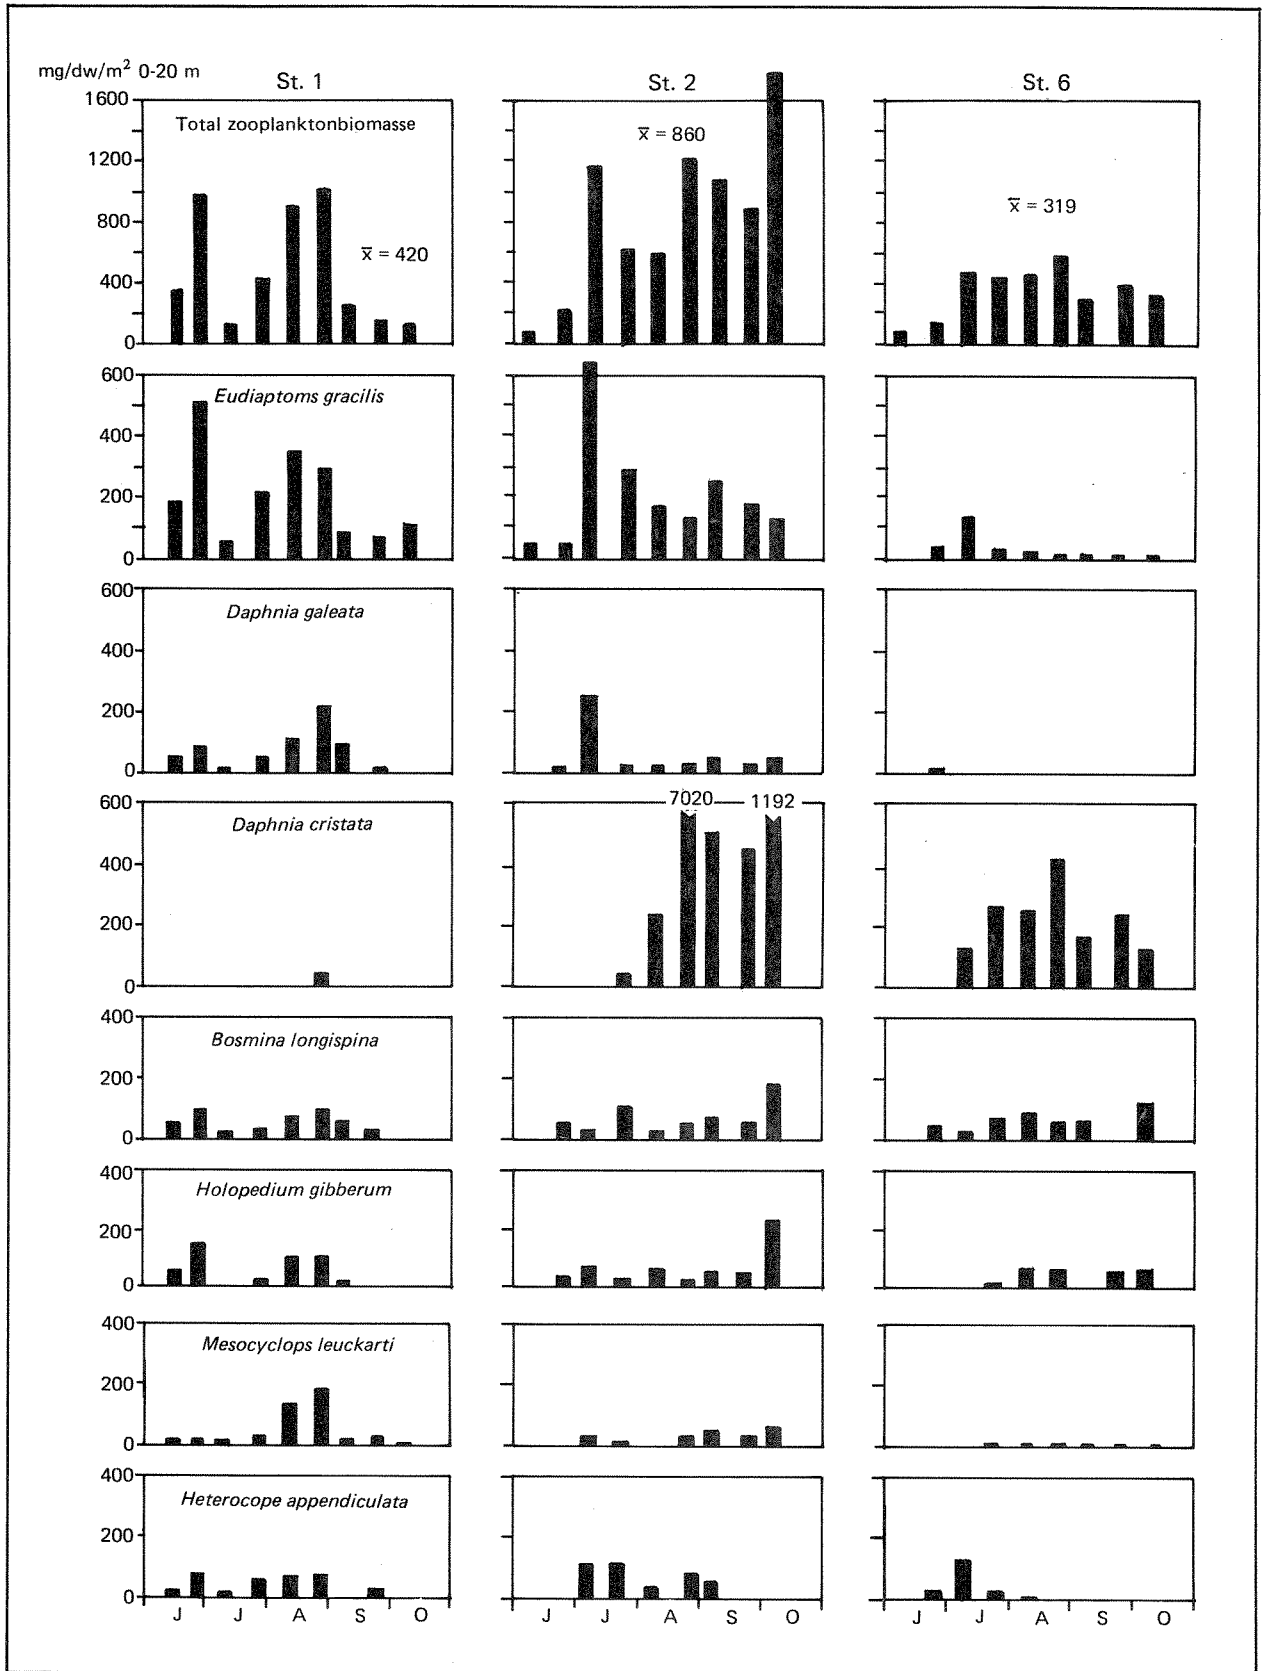 mg/dw/m² 0-20 m
St. 1
St. 2
St. 6
1600
1200
800
400
0
Total zooplanktonbiomasse
x̄ = 420
x̄ = 860
x̄ = 319
600
400
200
0
Eudiaptoms gracilis
600
400
200
0
Daphnia galeata
600
400
200
0
Daphnia cristata
7020
1192
400
200
0
Bosmina longispina
400
200
0
Holopedium gibberum
400
200
0
Mesocyclops leuckarti
400
200
0
Heterocope appendiculata
J J A S O
J J A S O
J J A S O